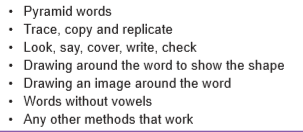 • Pyramid words
• Trace, copy and replicate
• Look, say, cover, write, check
• Drawing around the word to show the shape
• Drawing an image around the word
• Words without vowels
• Any other methods that work